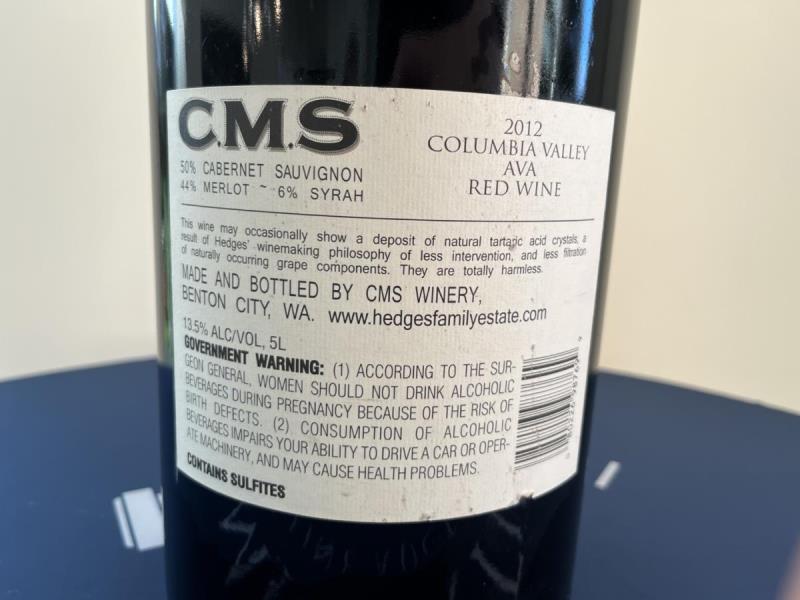 C.M.S
50% CABERNET SAUVIGNON
44% MERLOT ~ 6% SYRAH
2012
COLUMBIA VALLEY
AVA
RED WINE
This wine may occasionally show a deposit of natural tartaric acid crystals, a
result of Hedges' winemaking philosophy of less intervention, and less filtration
of naturally occurring grape components. They are totally harmless.
MADE AND BOTTLED BY CMS WINERY,
BENTON CITY, WA. www.hedgesfamilyestate.com
13.5% ALC/VOL, 5L
GOVERNMENT WARNING: (1) ACCORDING TO THE SUR-
GEON GENERAL, WOMEN SHOULD NOT DRINK ALCOHOLIC
BEVERAGES DURING PREGNANCY BECAUSE OF THE RISK OF
BIRTH DEFECTS. (2) CONSUMPTION OF ALCOHOLIC
BEVERAGES IMPAIRS YOUR ABILITY TO DRIVE A CAR OR OPER-
ATE MACHINERY, AND MAY CAUSE HEALTH PROBLEMS.
CONTAINS SULFITES